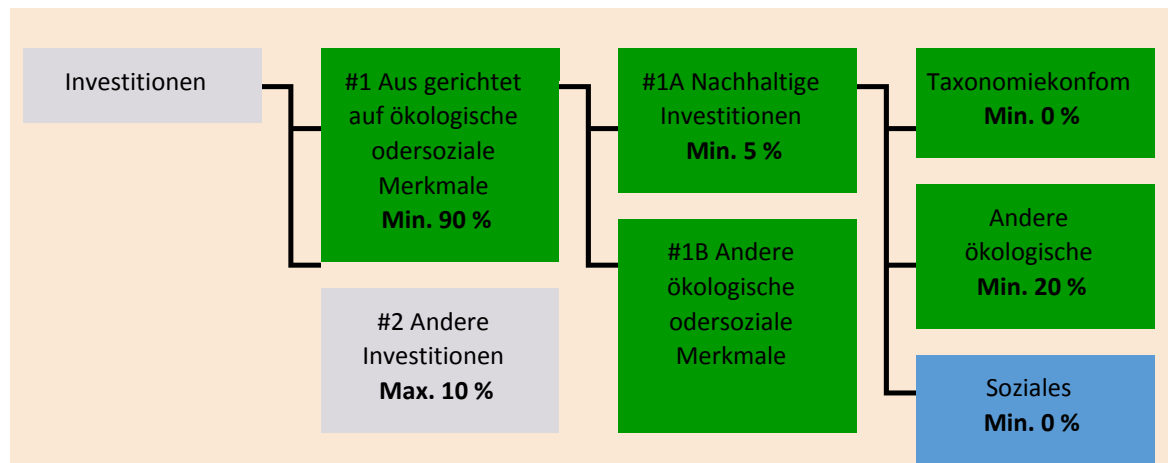 Investitionen
#1 Aus gerichtet
auf ökologische
odersoziale
Merkmale
Min. 90 %
#2 Andere
Investitionen
Max. 10 %
#1A Nachhaltige
Investitionen
Min. 5 %
#1B Andere
ökologische
odersoziale
Merkmale
Taxonomiekonfom
Min. 0 %
Andere
ökologische
Min. 20 %
Soziales
Min. 0 %